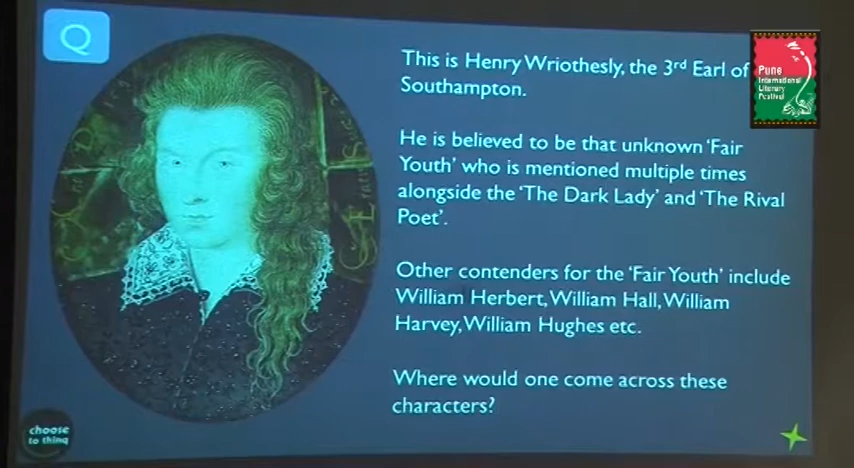 Q
This is Henry Wriothesly, the 3rd Earl of
Southampton.
He is believed to be that unknown 'Fair
Youth' who is mentioned multiple times
alongside the 'The Dark Lady' and 'The Rival
Poet'.
Other contenders for the 'Fair Youth' include
William Herbert, William Hall, William
Harvey, William Hughes etc.
Where would one come across these
characters?
choose
to thinq
Pune
International
Literary
Festival